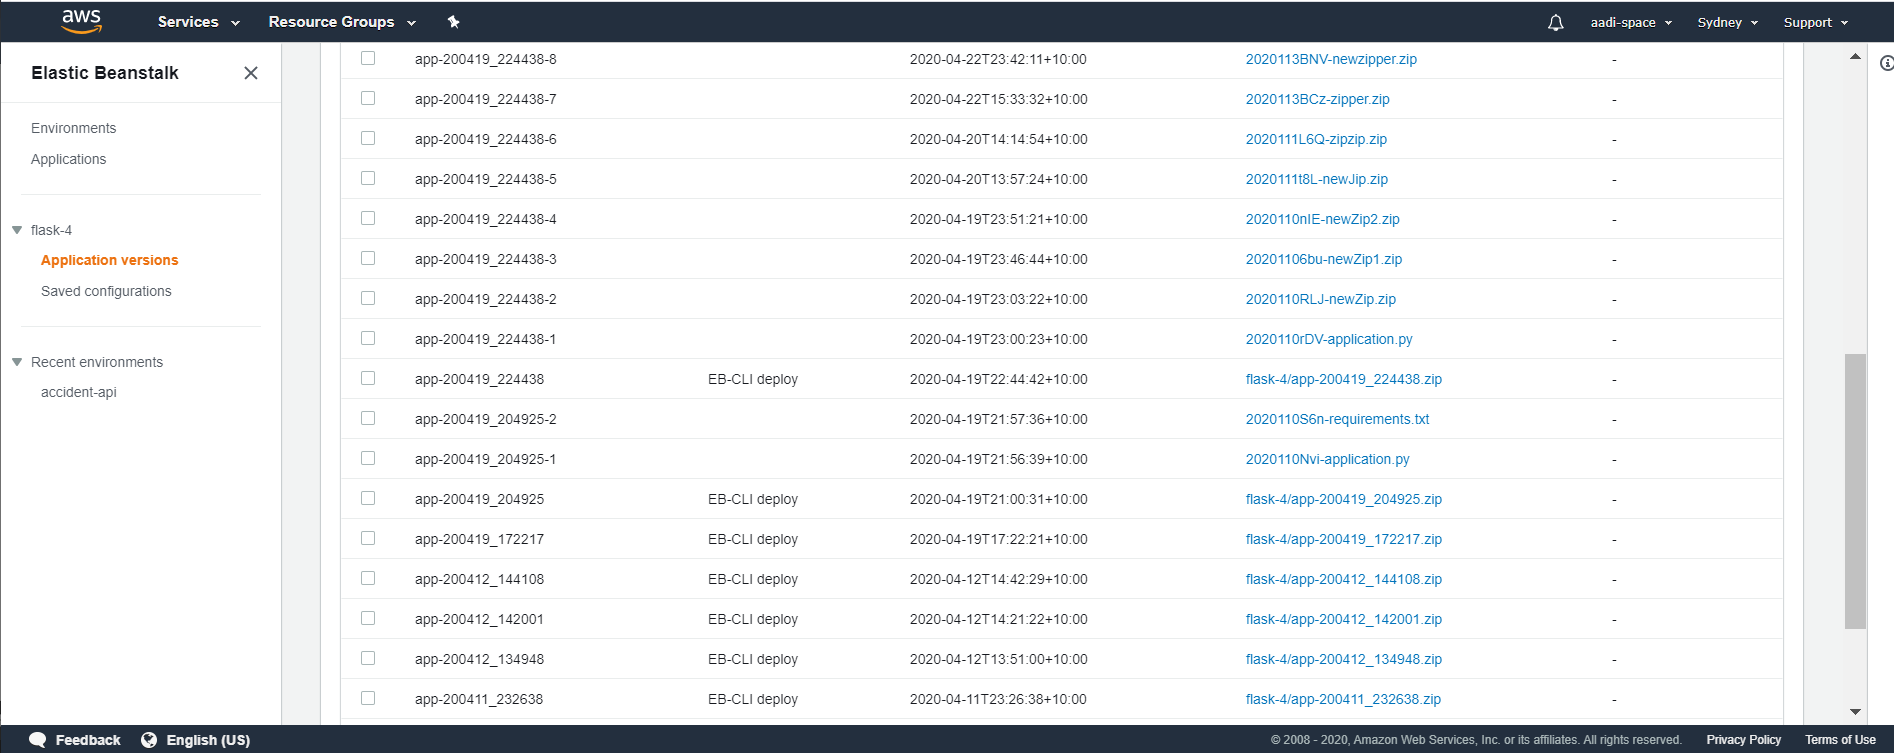 aws Services Resource Groups aadi-space Sydney Support
Elastic Beanstalk
Environments
Applications
flask-4
Application versions
Saved configurations
Recent environments
accident-api
app-200419_224438-8 2020-04-22T23:42:11+10:00 2020113BNV-newzipper.zip -
app-200419_224438-7 2020-04-22T15:33:32+10:00 2020113BCz-zipper.zip -
app-200419_224438-6 2020-04-20T14:14:54+10:00 2020111L6Q-zipzip.zip -
app-200419_224438-5 2020-04-20T13:57:24+10:00 2020111t8L-newJip.zip -
app-200419_224438-4 2020-04-19T23:51:21+10:00 2020110nIE-newZip2.zip -
app-200419_224438-3 2020-04-19T23:46:44+10:00 20201106bu-newZip1.zip -
app-200419_224438-2 2020-04-19T23:03:22+10:00 2020110RLJ-newZip.zip -
app-200419_224438-1 2020-04-19T23:00:23+10:00 2020110rDV-application.py -
app-200419_224438 EB-CLI deploy 2020-04-19T22:44:42+10:00 flask-4/app-200419_224438.zip -
app-200419_204925-2 2020-04-19T21:57:36+10:00 2020110S6n-requirements.txt -
app-200419_204925-1 2020-04-19T21:56:39+10:00 2020110Nvi-application.py -
app-200419_204925 EB-CLI deploy 2020-04-19T21:00:31+10:00 flask-4/app-200419_204925.zip -
app-200419_172217 EB-CLI deploy 2020-04-19T17:22:21+10:00 flask-4/app-200419_172217.zip -
app-200412_144108 EB-CLI deploy 2020-04-12T14:42:29+10:00 flask-4/app-200412_144108.zip -
app-200412_142001 EB-CLI deploy 2020-04-12T14:21:22+10:00 flask-4/app-200412_142001.zip -
app-200412_134948 EB-CLI deploy 2020-04-12T13:51:00+10:00 flask-4/app-200412_134948.zip -
app-200411_232638 EB-CLI deploy 2020-04-11T23:26:38+10:00 flask-4/app-200411_232638.zip -
Feedback English (US) © 2008 - 2020, Amazon Web Services, Inc. or its affiliates. All rights reserved. Privacy Policy Terms of Use